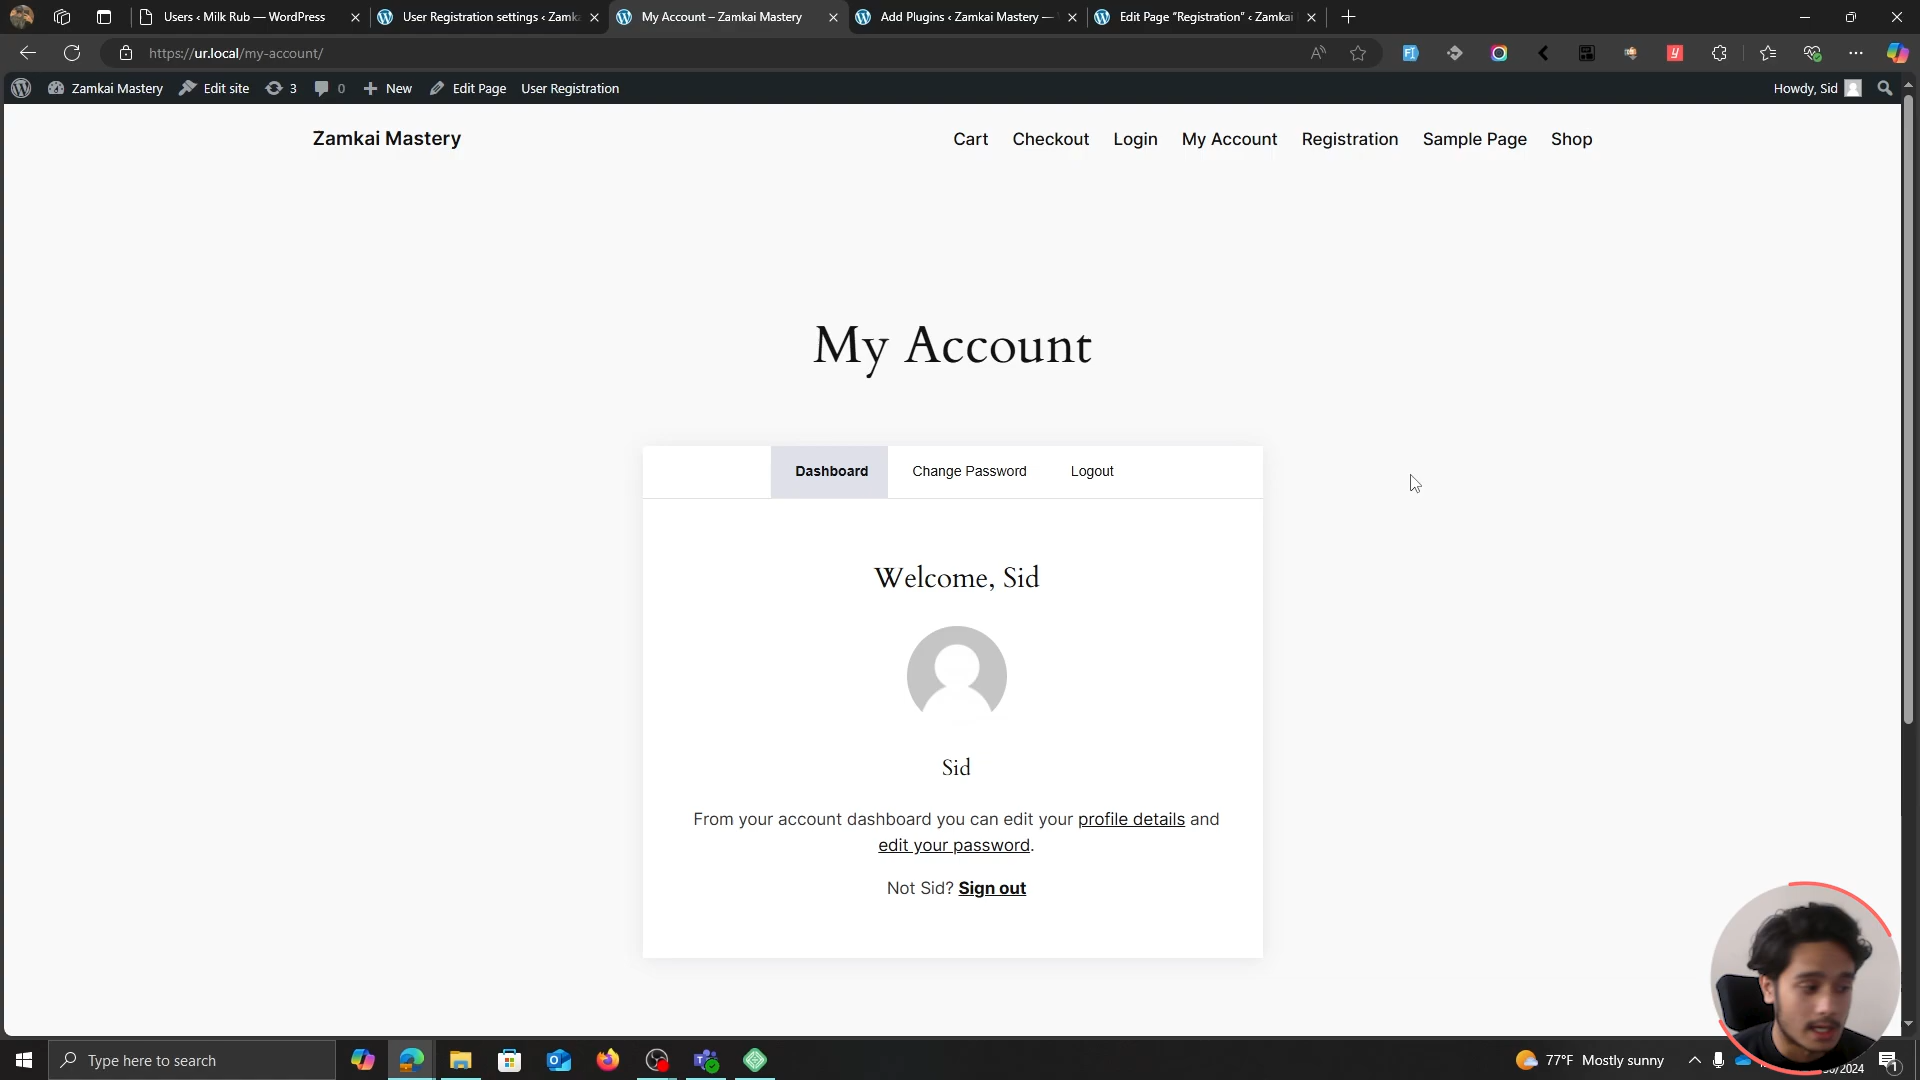 Users ‹ Milk Rub — WordPress
User Registration settings ‹ Zamk
My Account – Zamkai Mastery
Add Plugins ‹ Zamkai Mastery —
Edit Page "Registration" ‹ Zamkai
https://ur.local/my-account/
Zamkai Mastery
Edit site
3
0
New
Edit Page
User Registration
Howdy, Sid
Zamkai Mastery
Cart
Checkout
Login
My Account
Registration
Sample Page
Shop
My Account
Dashboard
Change Password
Logout
Welcome, Sid
Sid
From your account dashboard you can edit your profile details and
edit your password.
Not Sid? Sign out
Type here to search
77°F Mostly sunny
/2024
1